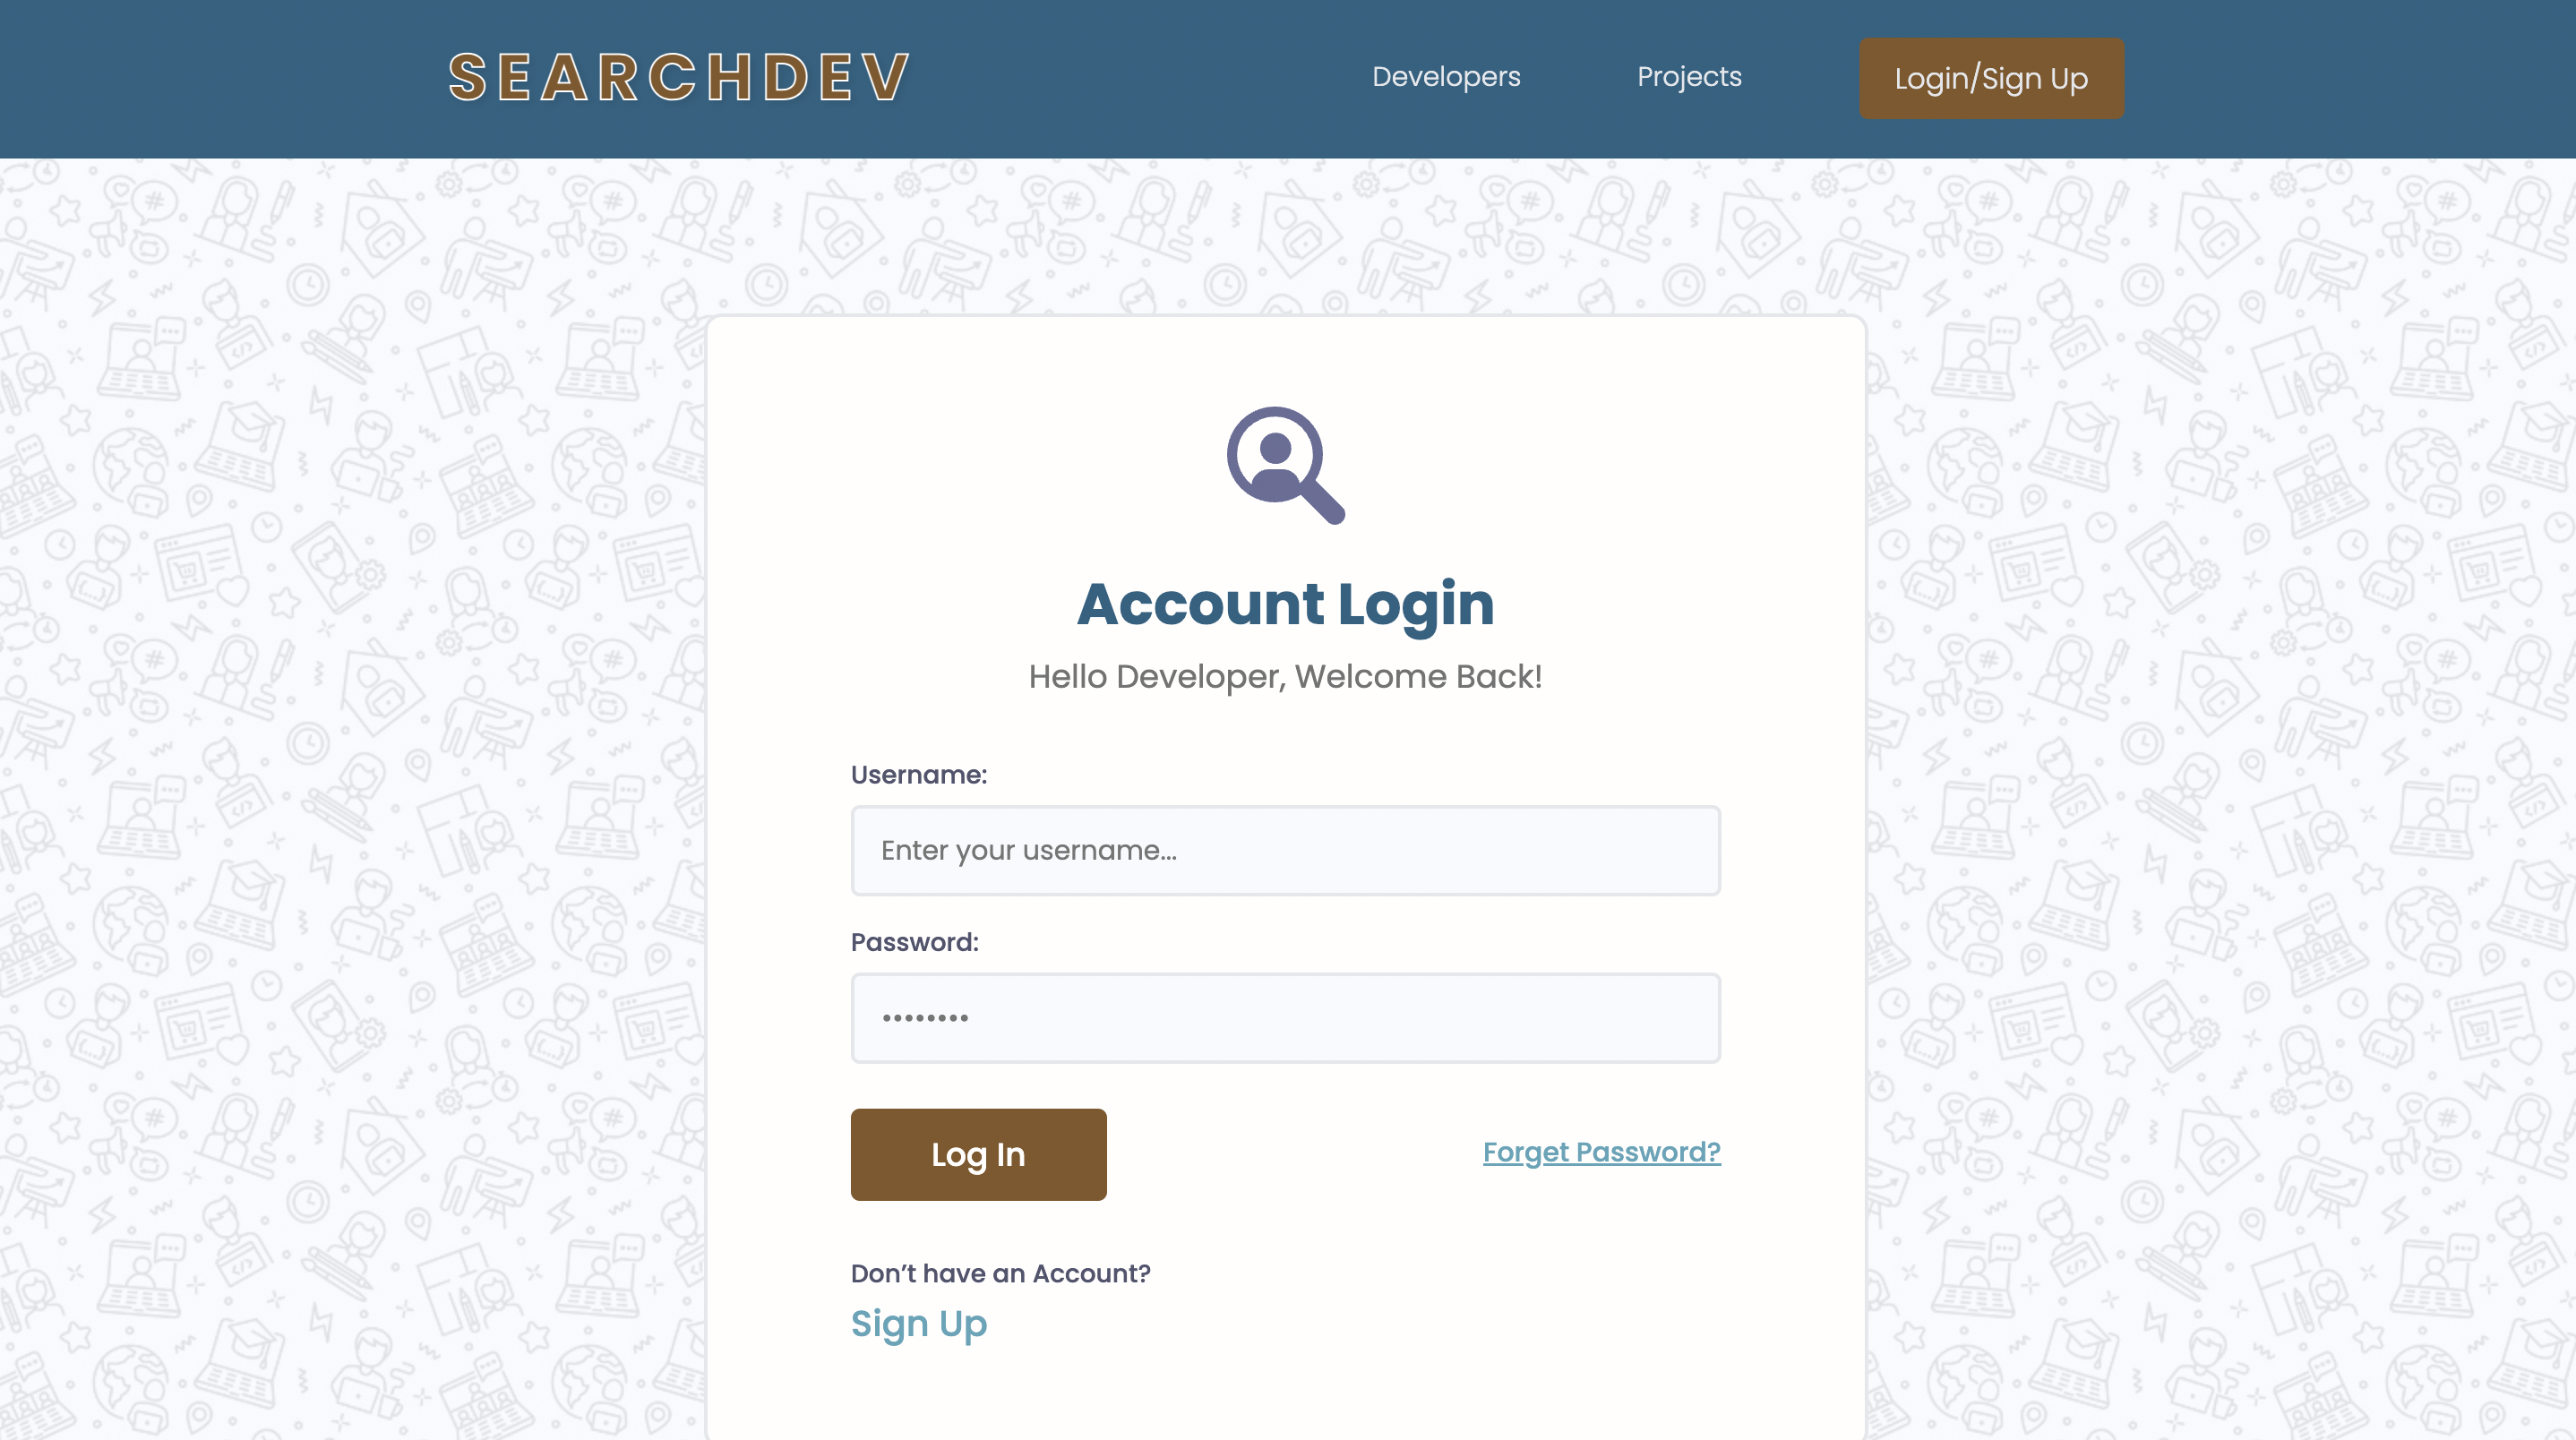 SEARCHDEV
Developers
Projects
Login/Sign Up
Account Login
Hello Developer, Welcome Back!
Username:
Enter your username...
Password:
••••••••
Log In
Forget Password?
Don’t have an Account?
Sign Up